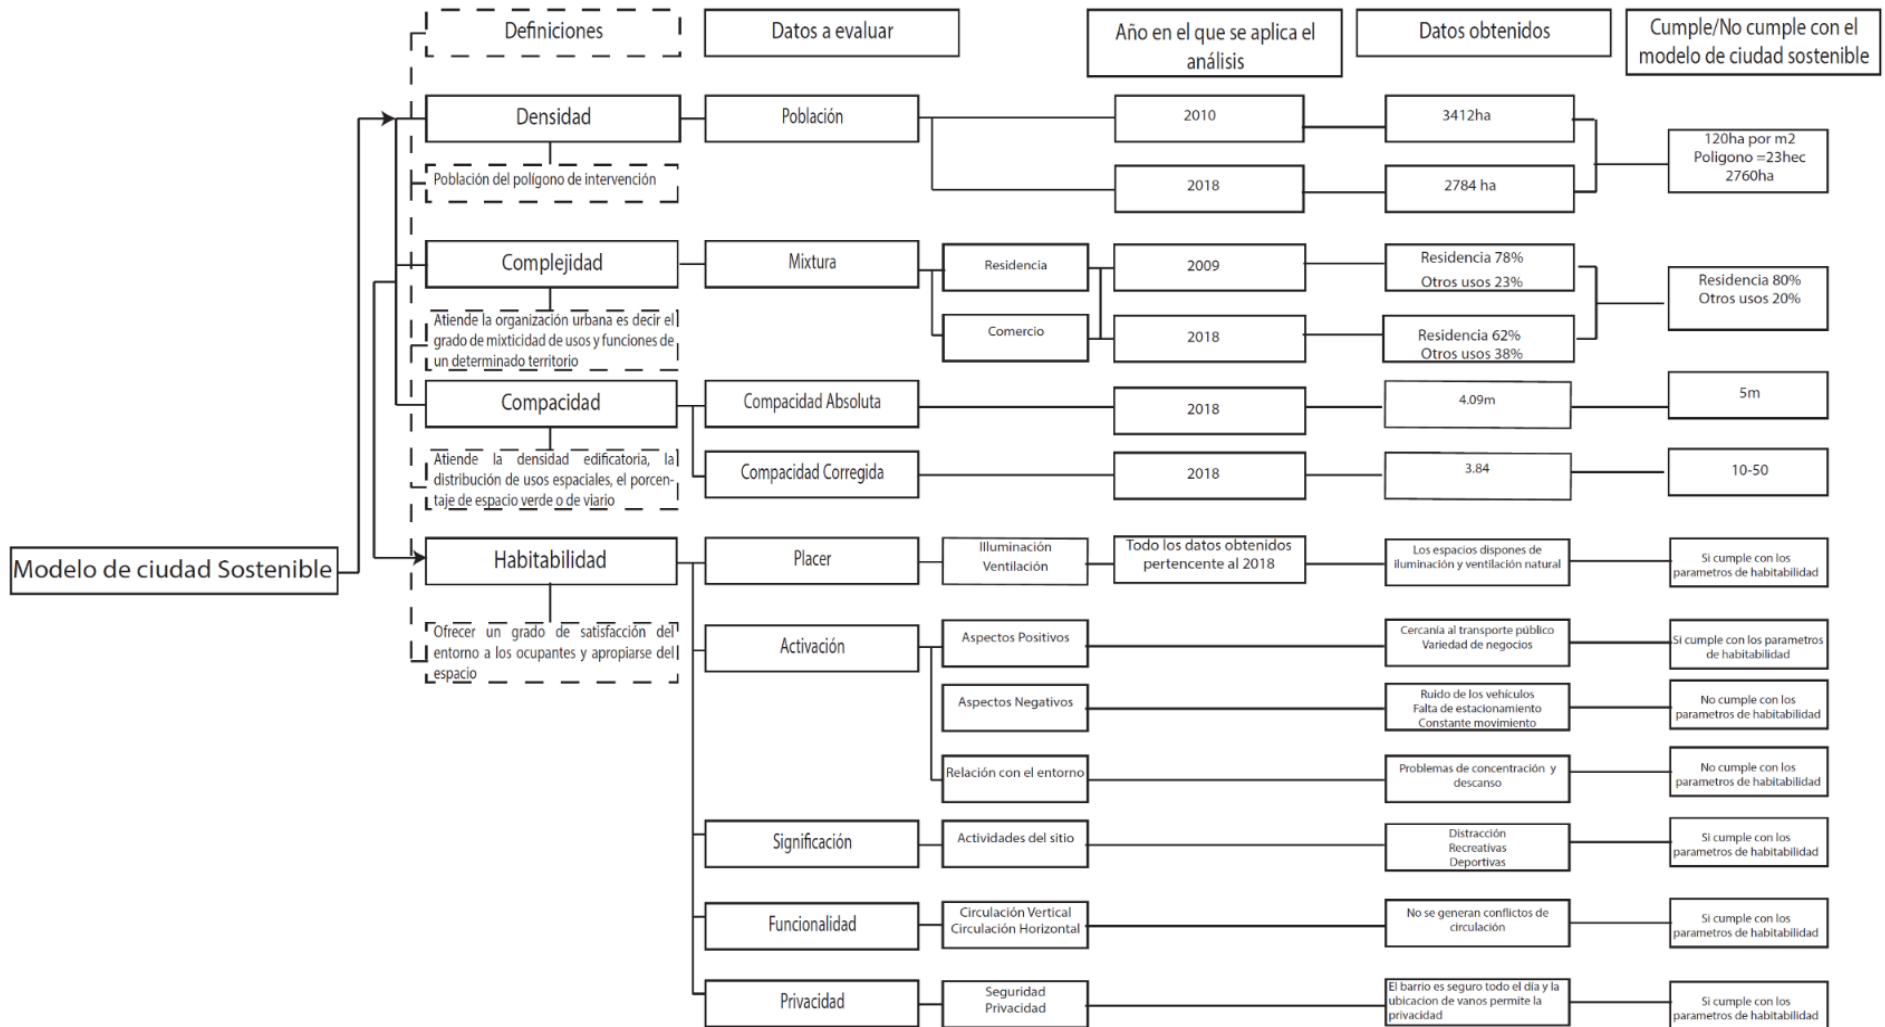 Definiciones
Datos a evaluar
Año en el que se aplica el
análisis
Datos obtenidos
Cumple/No cumple con el
modelo de ciudad sostenible
Modelo de ciudad Sostenible
Densidad
Población
2010
3412ha
2018
2784 ha
120ha por m2
Poligono =23hec
2760ha
Población del polígono de intervención
Complejidad
Mixtura
Residencia
2009
Residencia 78%
Otros usos 23%
Comercio
2018
Residencia 62%
Otros usos 38%
Residencia 80%
Otros usos 20%
Atiende la organización urbana es decir el
grado de mixticidad de usos y funciones de
un determinado territorio
Compacidad
Compacidad Absoluta
2018
4.09m
5m
Atiende la densidad edificatoria, la
distribución de usos espaciales, el porcen-
taje de espacio verde o de viario
Compacidad Corregida
2018
3.84
10-50
Habitabilidad
Placer
Illuminación
Ventilación
Todo los datos obtenidos
pertencente al 2018
Los espacios dispones de
iluminación y ventilación natural
Si cumple con los
parametros de habitabilidad
Ofrecer un grado de satisfacción del
entorno a los ocupantes y apropiarse del
espacio
Activación
Aspectos Positivos
Cercanía al transporte público
Variedad de negocios
Si cumple con los parametros
de habitabilidad
Aspectos Negativos
Ruido de los vehículos
Falta de estacionamiento
Constante movimiento
No cumple con los
parametros de habitabilidad
Relación con el entorno
Problemas de concentración y
descanso
No cumple con los
parametros de habitabilidad
Significación
Actividades del sitio
Distracción
Recreativas
Deportivas
Si cumple con los
parametros de habitabilidad
Funcionalidad
Circulación Vertical
Circulación Horizontal
No se generan conflictos de
circulación
Si cumple con los
parametros de habitabilidad
Privacidad
Seguridad
Privacidad
El barrio es seguro todo el día y la
ubicacion de vanos permite la
privacidad
Si cumple con los
parametros de habitabilidad